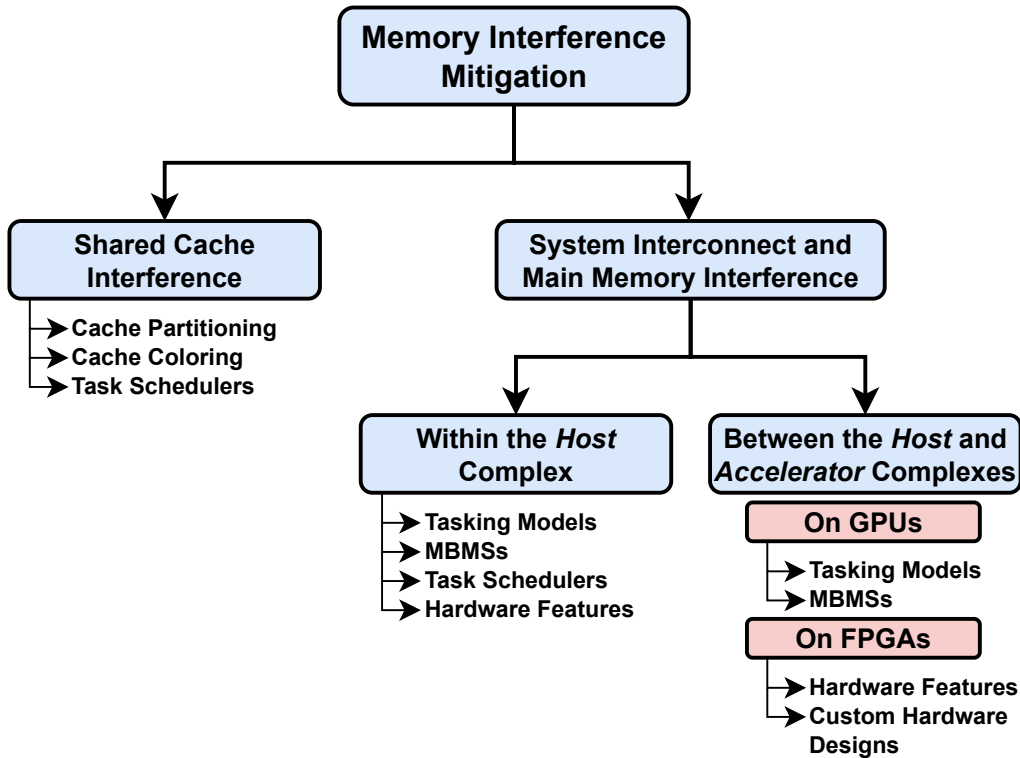 Memory Interference
Mitigation
Shared Cache
Interference
Cache Partitioning
Cache Coloring
Task Schedulers
System Interconnect and
Main Memory Interference
Within the Host
Complex
Tasking Models
MBMSs
Task Schedulers
Hardware Features
Between the Host and
Accelerator Complexes
On GPUs
Tasking Models
MBMSs
On FPGAs
Hardware Features
Custom Hardware
Designs